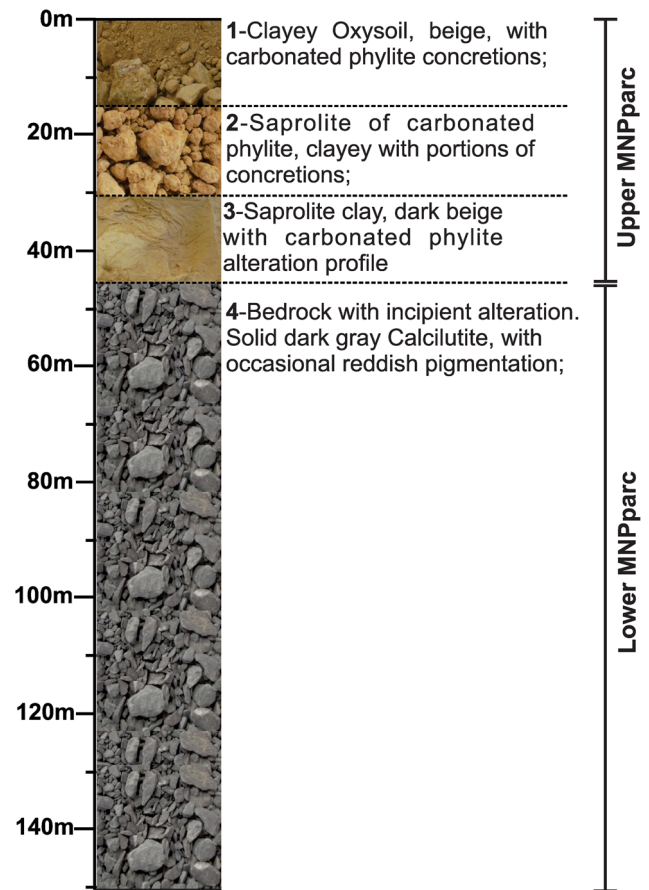 0m
1-Clayey Oxysoil, beige, with
carbonated phylite concretions;
20m
2-Saprolite of carbonated
phylite, clayey with portions of
concretions;
3-Saprolite clay, dark beige
with carbonated phylite
alteration profile
40m
4-Bedrock with incipient alteration.
Solid dark gray Calcilutite, with
occasional reddish pigmentation;
60m
80m
100m
120m
140m
Upper MNPparc
Lower MNPparc